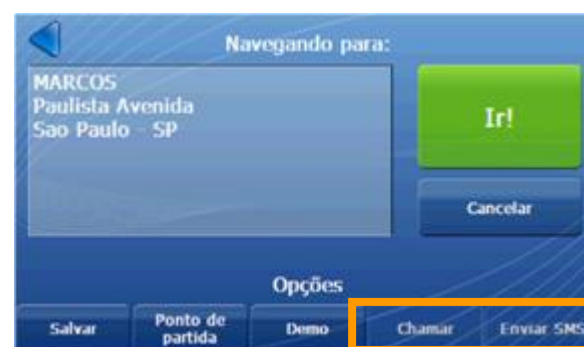 Navegando para:
MARCOS
Paulista Avenida
Sao Paulo - SP
Ir!
Cancelar
Opções
Salvar
Ponto de
partida
Demo
Chamar
Enviar SMS